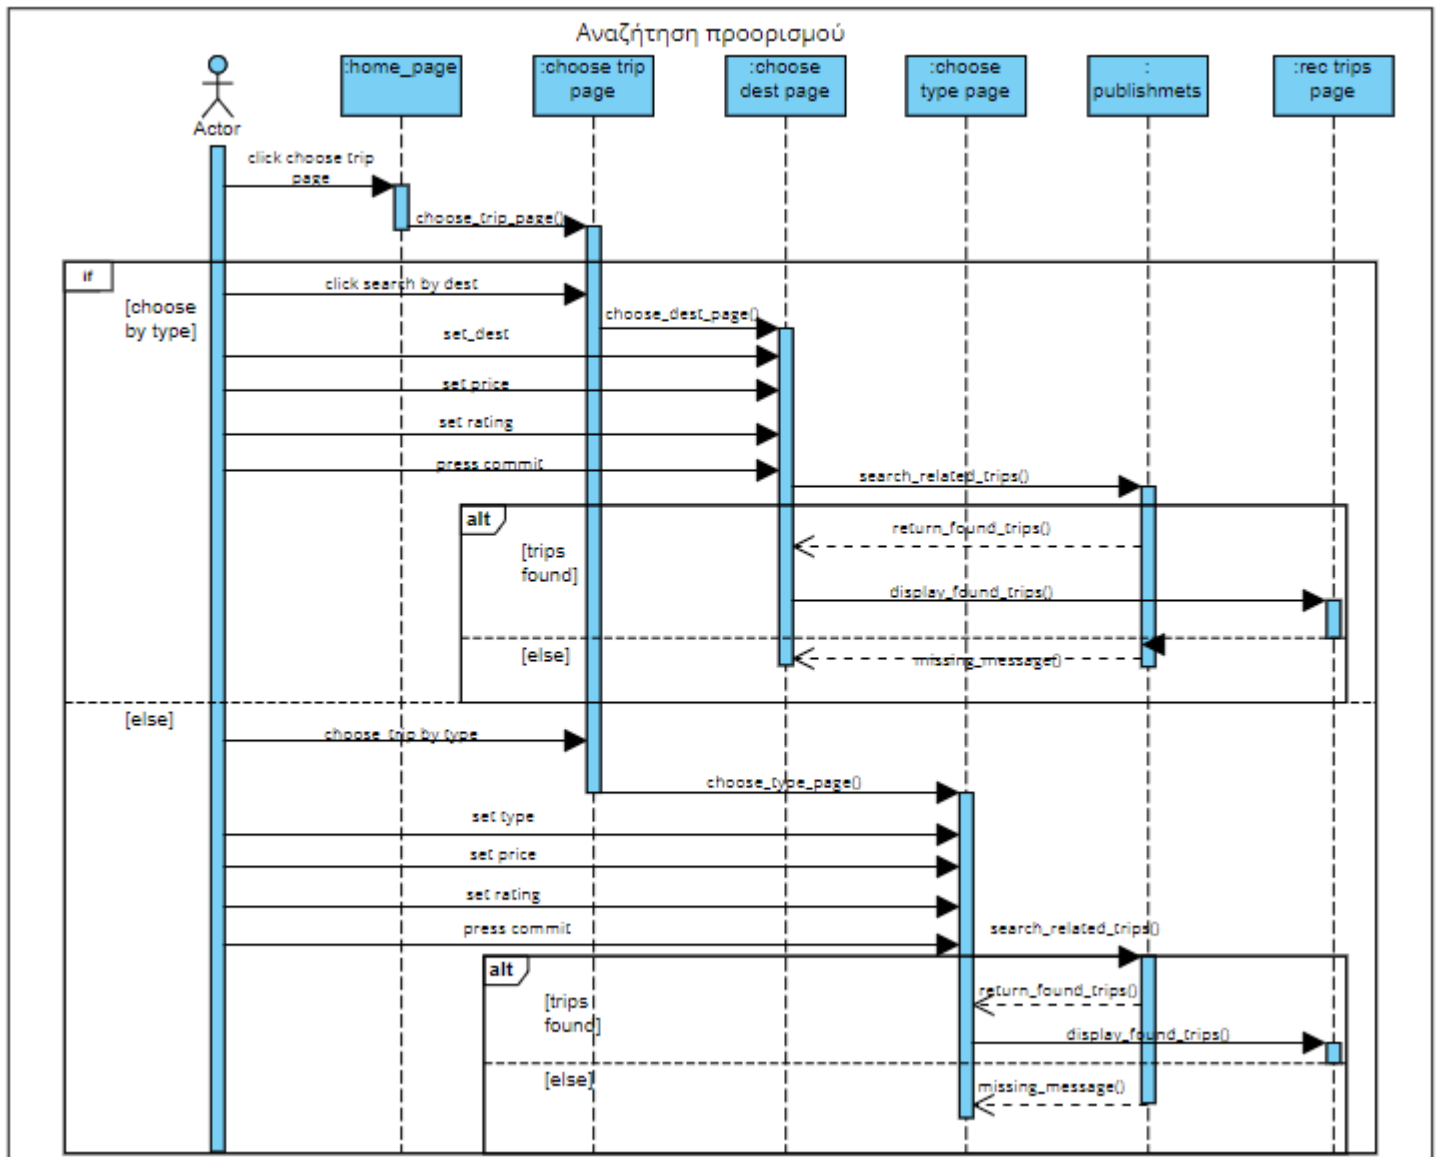 Αναζήτηση προορισμού
:home_page
:choose trip
page
:choose
dest page
:choose
type page
:
publishmets
:rec trips
page
Actor
click choose trip
page
choose_trip_page()
if
click search by dest
[choose
by type]
choose_dest_page()
set_dest
set price
set rating
press commit
search_related_trips()
alt
return_found_trips()
[trips
found]
display_found_trips()
[else]
missing_message()
[else]
choose trip by type
choose_type_page()
set type
set price
set rating
press commit
search_related_trips()
alt
return_found_trips()
[trips
found]
display_found_trips()
[else]
missing_message()